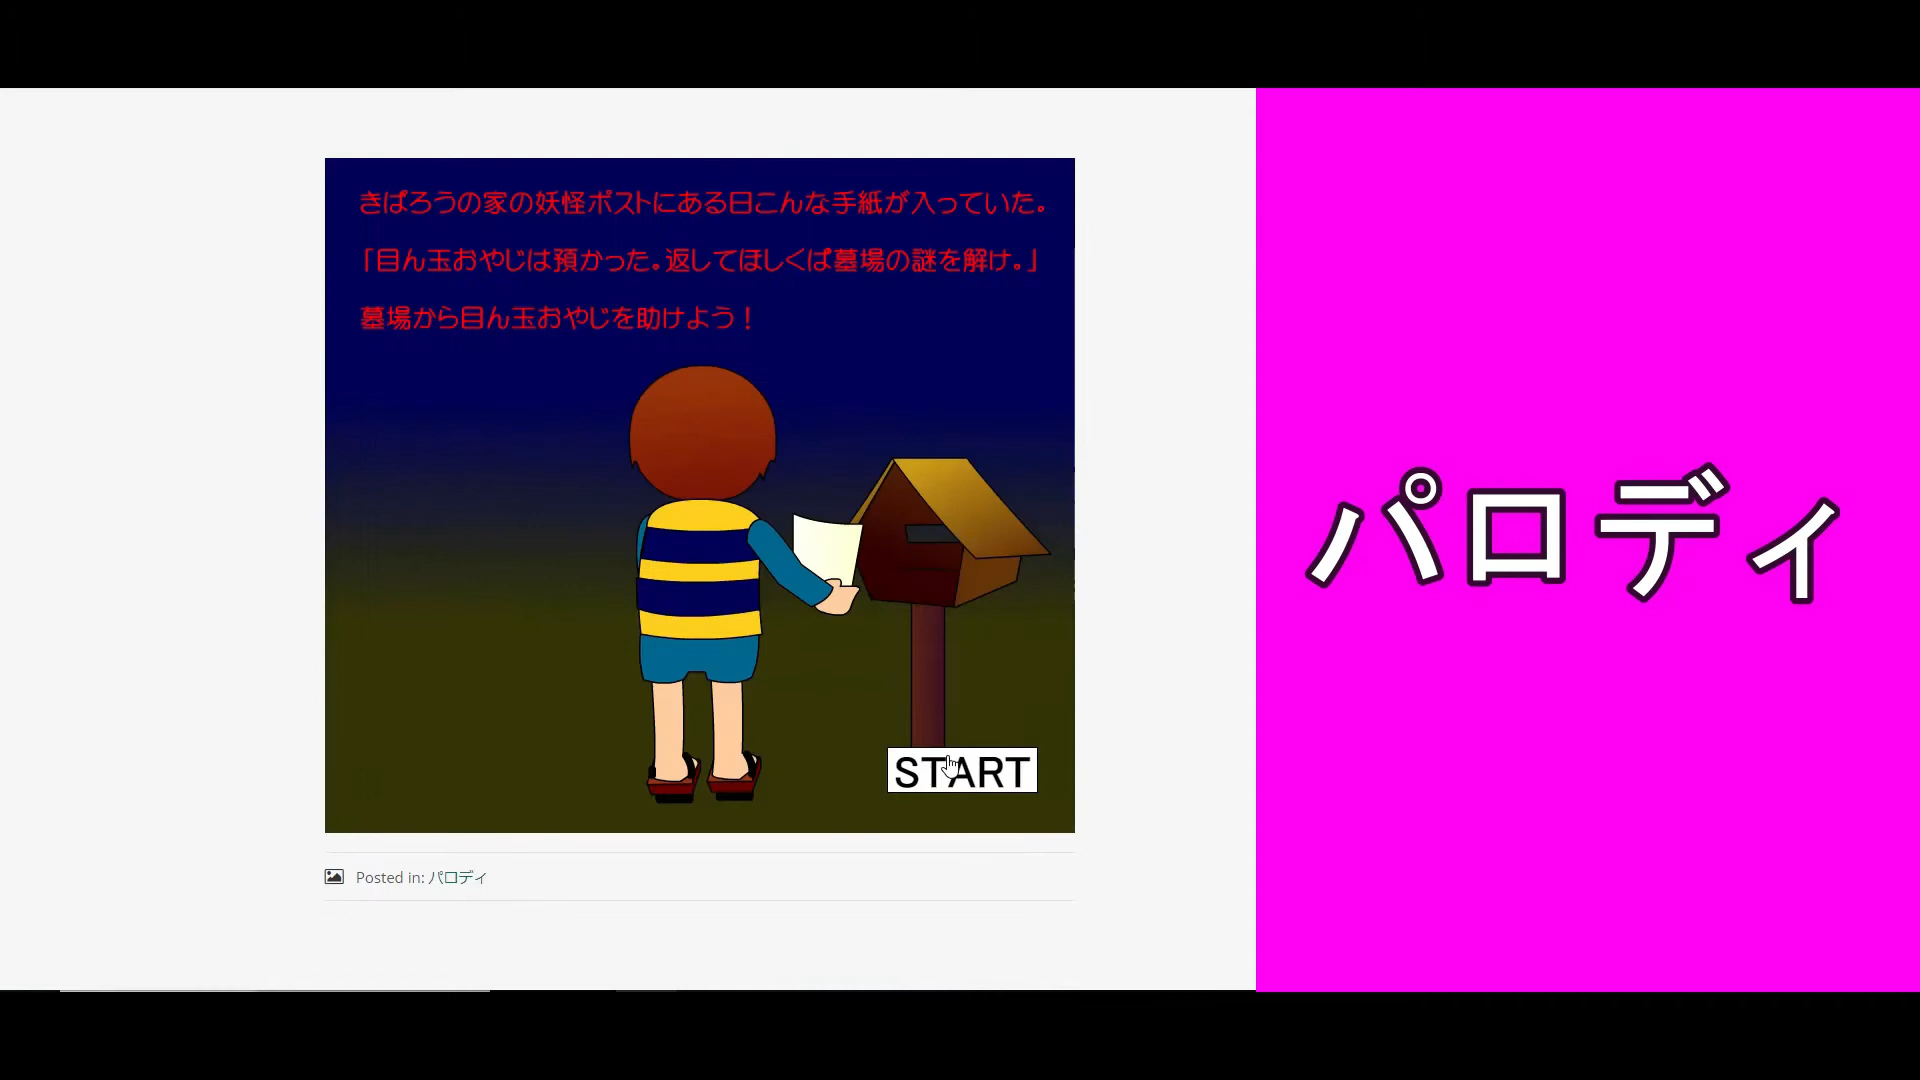 きぱろうの家の妖怪ポストにある日こんな手紙が入っていた。
「目ん玉おやじは預かった。返してほしくば墓場の謎を解け。」
墓場から目ん玉おやじを助けよう！
START
Posted in: パロディ
パロディ